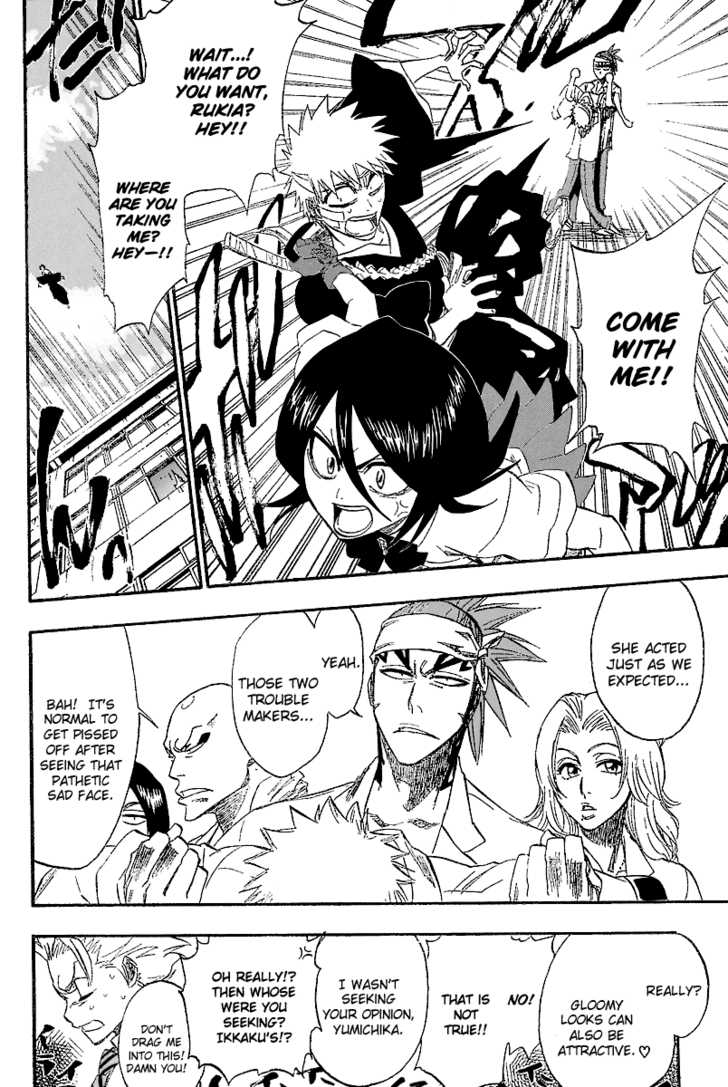 COME
WITH
ME!!
WAIT...!
WHAT DO
YOU WANT,
RUKIA?
HEY!!
WHERE
ARE YOU
TAKING
ME?
HEY—!!
SHE ACTED
JUST AS WE
EXPECTED...
YEAH.
THOSE TWO
TROUBLE
MAKERS...
BAH! IT'S
NORMAL TO
GET PISSED
OFF AFTER
SEEING THAT
PATHETIC
SAD FACE.
REALLY?
GLOOMY
LOOKS CAN
ALSO BE
ATTRACTIVE. ♡
NO!
THAT IS
NOT
TRUE!!
I WASN'T
SEEKING
YOUR OPINION,
YUMICHIKA.
OH REALLY!?
THEN WHOSE
WERE YOU
SEEKING?
IKKAKU'S!?
DON'T
DRAG ME
INTO THIS!
DAMN YOU!